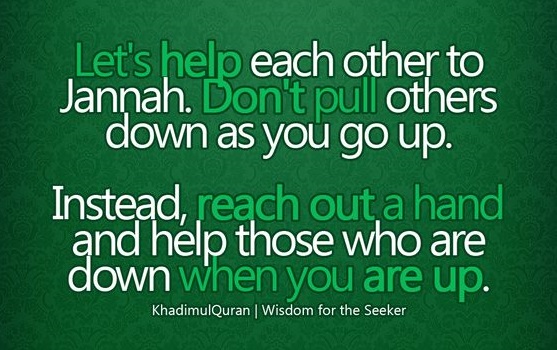 Let's help each other to
Jannah. Don't pull others
down as you go up.
Instead, reach out a hand
and help those who are
down when you are up.
KhadimulQuran | Wisdom for the Seeker